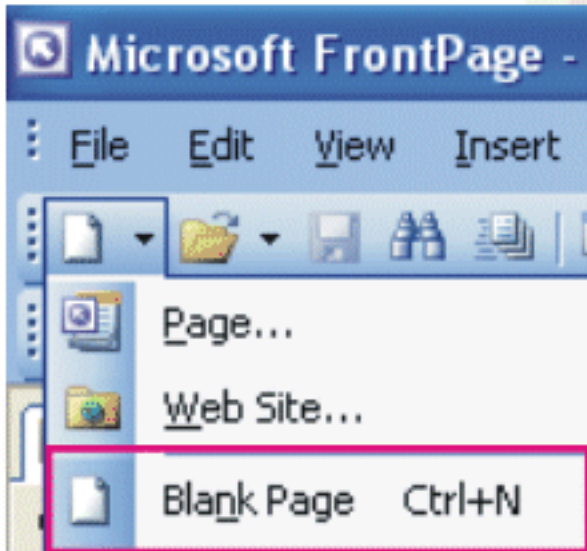 Microsoft FrontPage -
File Edit View Insert
Page...
Web Site...
Blank Page Ctrl+N